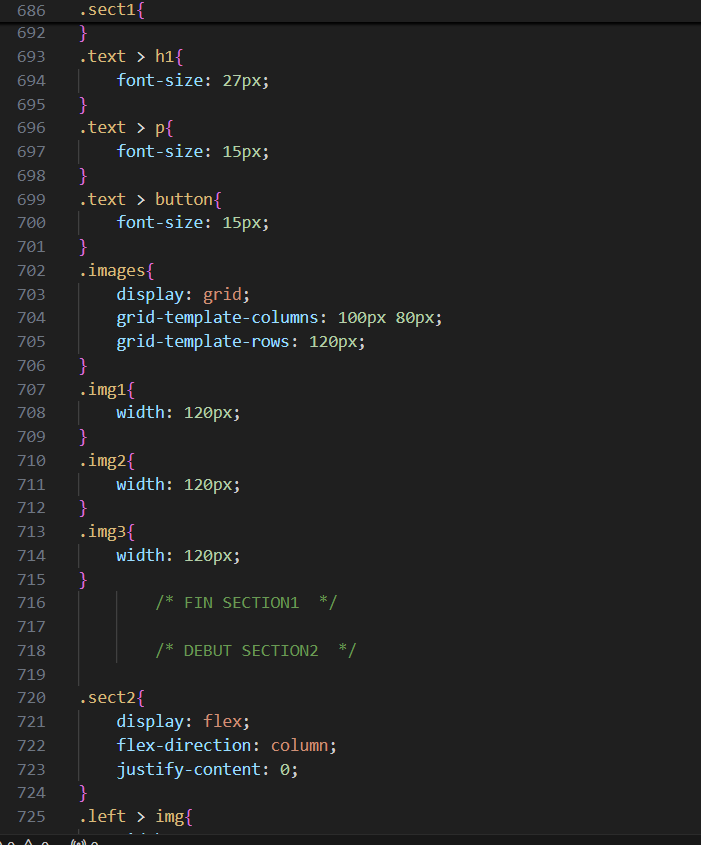 686 .sect1{
692 }
693 .text > h1{
694 font-size: 27px;
695 }
696 .text > p{
697 font-size: 15px;
698 }
699 .text > button{
700 font-size: 15px;
701 }
702 .images{
703 display: grid;
704 grid-template-columns: 100px 80px;
705 grid-template-rows: 120px;
706 }
707 .img1{
708 width: 120px;
709 }
710 .img2{
711 width: 120px;
712 }
713 .img3{
714 width: 120px;
715 }
716 /* FIN SECTION1  */
717
718 /* DEBUT SECTION2  */
719
720 .sect2{
721 display: flex;
722 flex-direction: column;
723 justify-content: 0;
724 }
725 .left > img{